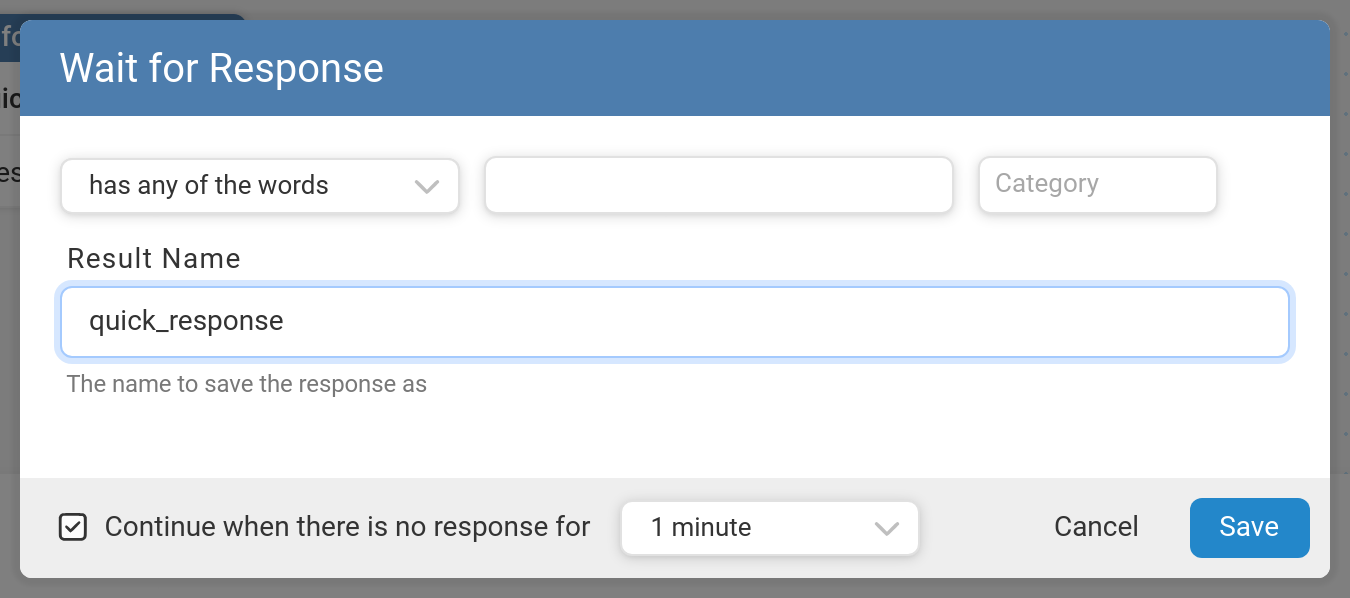 Wait for Response
has any of the words
Category
Result Name
quick_response
The name to save the response as
Continue when there is no response for
1 minute
Cancel
Save